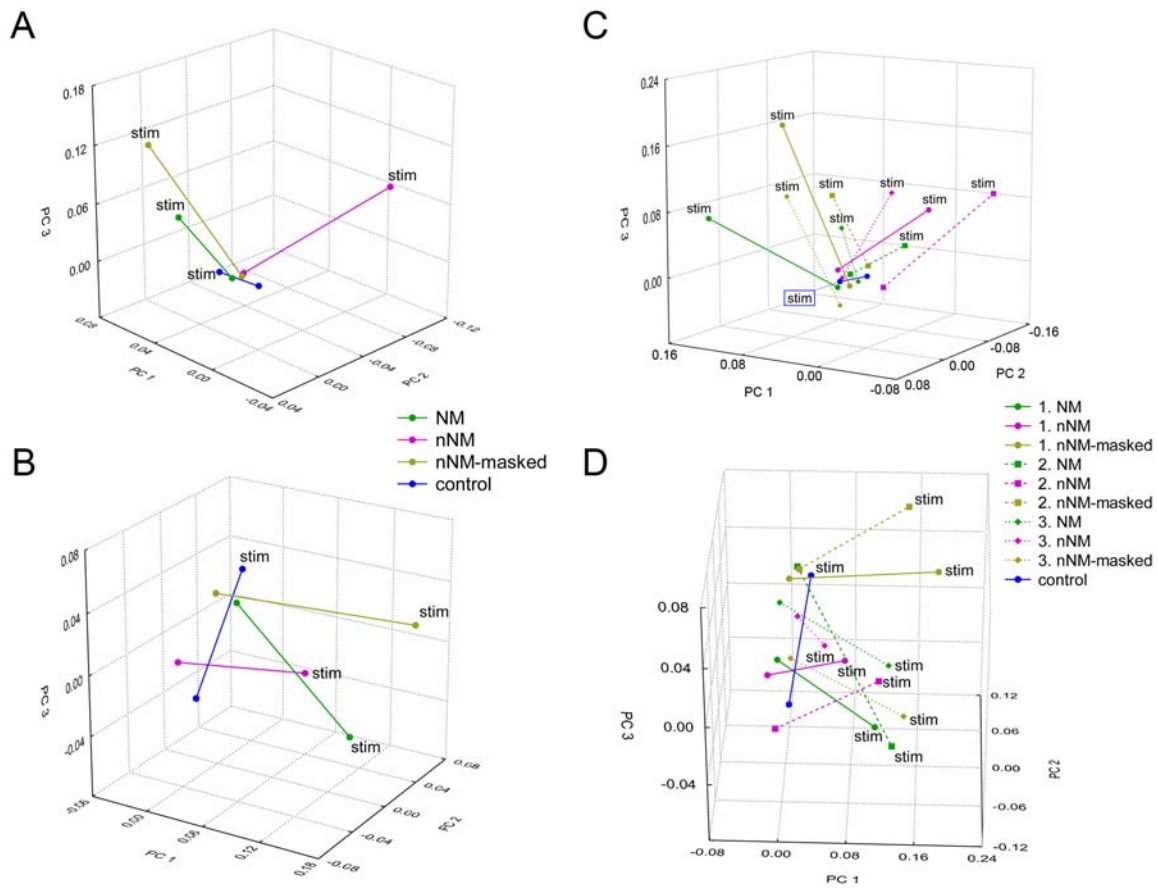 A
0.18
0.12
0.06
0.00
PC 3
stim
stim
stim
stim
0.08
0.04
0.00
-0.04
PC 1
0.04
0.00
-0.04
-0.08
-0.12
PC 2
NM
nNM
nNM-masked
control
B
0.08
0.04
0.00
-0.04
PC 3
stim
stim
stim
stim
0.00
0.06
0.12
0.18
PC 1
-0.08
-0.04
0.00
0.04
0.08
PC 2
C
0.24
0.16
0.08
0.00
PC 3
stim
stim
stim
stim
stim
stim
stim
stim
stim
stim
0.16
0.08
0.00
-0.08
PC 1
0.08
0.00
-0.08
-0.16
PC 2
1. NM
1. nNM
1. nNM-masked
2. NM
2. nNM
2. nNM-masked
3. NM
3. nNM
3. nNM-masked
control
D
0.08
0.04
0.00
-0.04
PC 3
stim
stim
stim
stim
stim
stim
stim
stim
stim
stim
0.12
0.06
0.00
-0.06
-0.12
PC 2
-0.08
0.00
0.08
0.16
0.24
PC 1